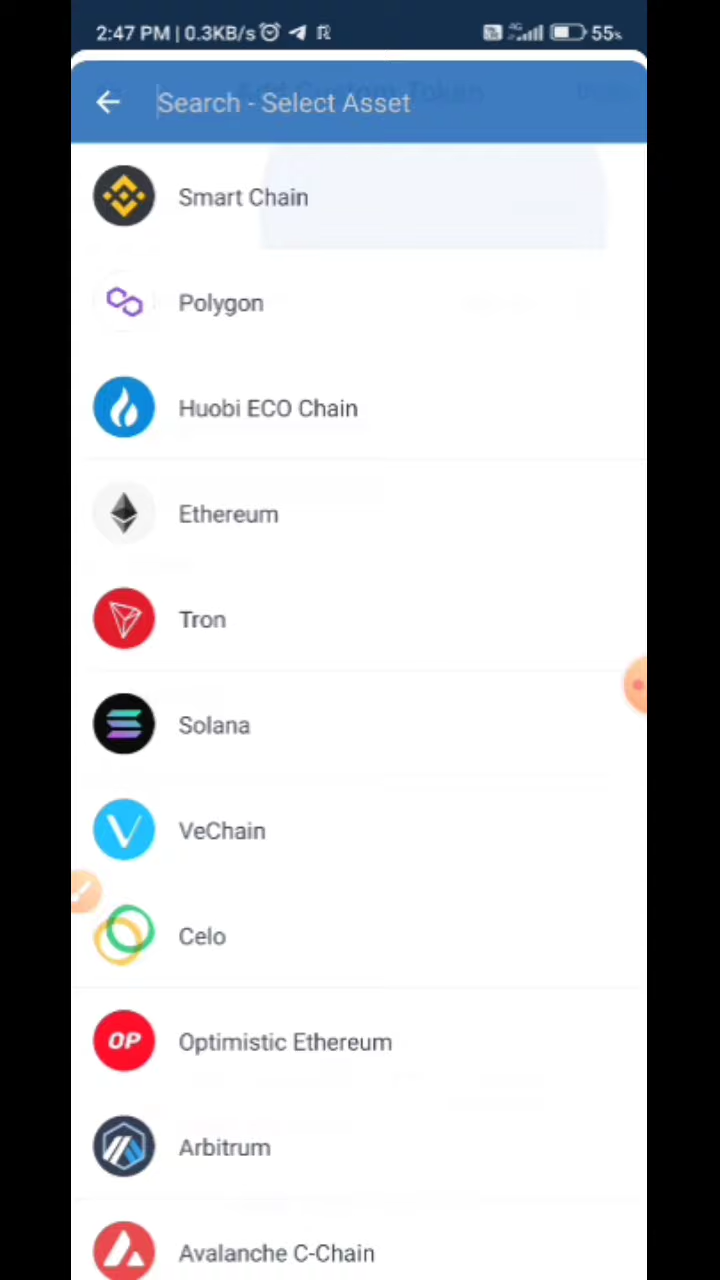 2:47 PM | 0.3KB/s
4G 55%
Search - Select Asset
Smart Chain
Polygon
Huobi ECO Chain
Ethereum
Tron
Solana
VeChain
Celo
OP
Optimistic Ethereum
Arbitrum
Avalanche C-Chain